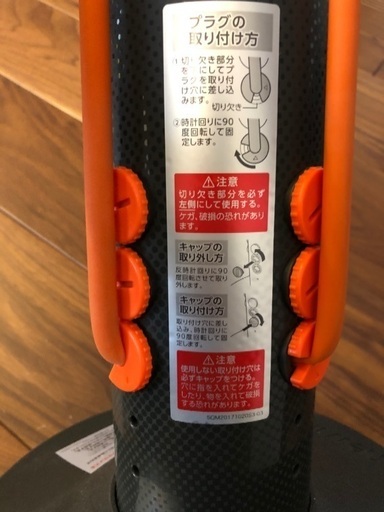 プラグの
取り付け方
切り欠き部分
にしてプ
ラグを取り付
け穴に差し込
みます。
切り欠き
②時計回りに90
度回転して固
定します。
⚠注意
切り欠き部分を必ず
左側にして使用する。
ケガ、破損の恐れがあり
ます。
キャップの
取り外し方
反時計回りに90
度回転させて取り
外します。
キャップの
取り付け方
取り付け穴に差し
込み、時計回りに
90度回転して固
定します。
⚠注意
使用しない取り付け穴は
必ずキャップをつける。
穴に指を入れてケガを
したり、物を入れて破損
する恐れがあります。